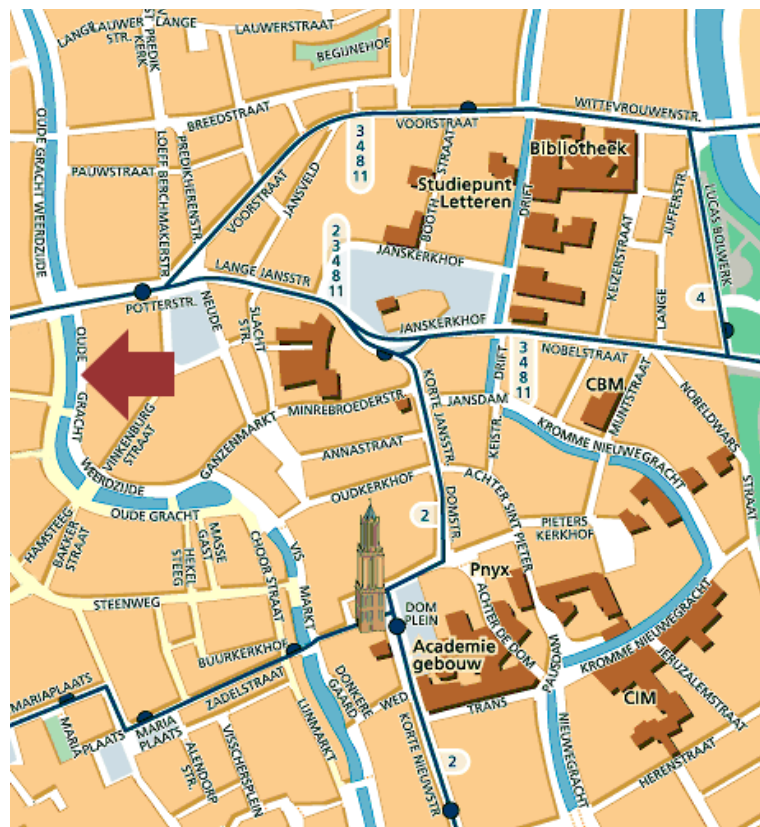 LANGE
LAUWER
STR.
ST PREDIK
KERK
LANGE
LAUWERSTRAAT
BEGIJNEHOF
OUDE GRACHT WEERDZIJDE
BREEDSTRAAT
VOORSTRAAT
WITTEVROUWENSTR.
3
4
8
11
PAUWSTRAAT
LOEFF BERCHMAKERSTR.
PREDIKHERENSTR.
VOORSTRAAT
JANSVELD
BOOTH STRAAT
Studiepunt
Letteren
Bibliotheek
DRIFT
KEIZERSTRAAT
LANGE JUFFERSTR.
LUCAS BOLWERK
2
3
4
8
11
LANGE JANSSTR
JANSKERKHOF
4
POTTERSTR.
NEUDE
SLACHT
STR.
JANSKERKHOF
NOBELSTRAAT
DRIFT
3
4
8
11
OUDE GRACHT
CBM
MUNTSTRAAT
NOBELDWARS
STRAAT
VINKENBURG
STRAAT
MINREBROEDERSTR.
KORTE JANSSTR.
JANSDAM
KEISTR.
KROMME NIEUWEGRACHT
GANZENMARKT
ANNASTRAAT
WEERDZIJDE
OUDKERKHOF
ACHTER SINT PIETER
DOMSTR.
2
OUDE GRACHT
PIETERS
KERKHOF
HAMSTEEG
BAKKER
STRAAT
MASSE
GAST
HEKEL
STEEG
CHOOR STRAAT
VIS
MARKT
STEENWEG
Pnyx
ACHTER DE DOM
DOM
PLEIN
Academie
gebouw
PAUSDAM
KROMME NIEUWEGRACHT
BUURKERKHOF
JERUZALEMSTRAAT
CIM
MARIAPLAATS
ZADELSTRAAT
DONKERE
GAARD
WED
TRANS
MARIA
PLAATS
MARIA
PLAATS
LIJNMARKT
KORTE NIEUWSTR
NIEUWEGRACHT
ALENDORP
STR.
VISSCHERSPLEIN
2
HERENSTRAAT